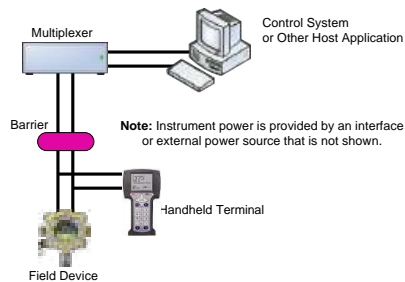 Control System
or Other Host Application
Multiplexer
Barrier
Note: Instrument power is provided by an interface
or external power source that is not shown.
Handheld Terminal
Field Device